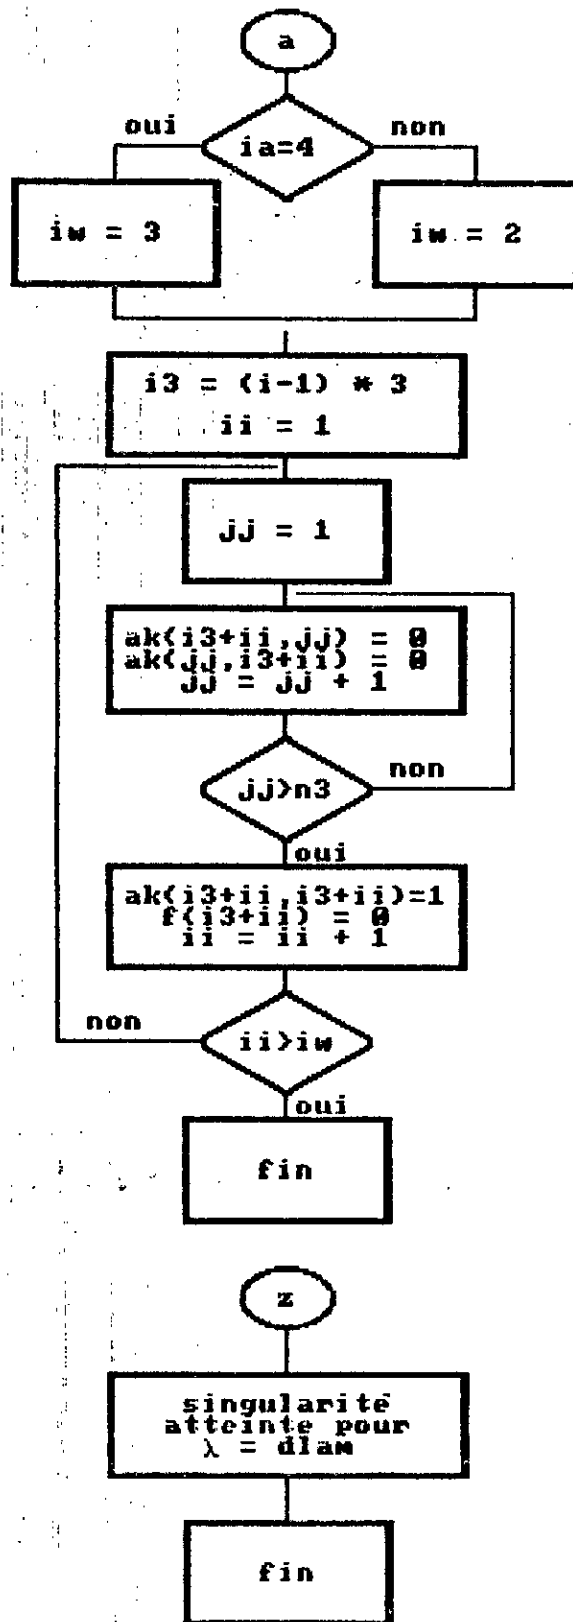 a
oui
non
ia=4
iw = 3
iw = 2
i3 = (i-1) * 3
ii = 1
jj = 1
ak(i3+ii,jj) = 0
ak(jj,i3+ii) = 0
jj = jj + 1
jj>n3
non
oui
ak(i3+ii,i3+ii)=1
f(i3+ii) = 0
ii = ii + 1
non
ii>iw
oui
fin
z
singularité
atteinte pour
λ = dlam
fin